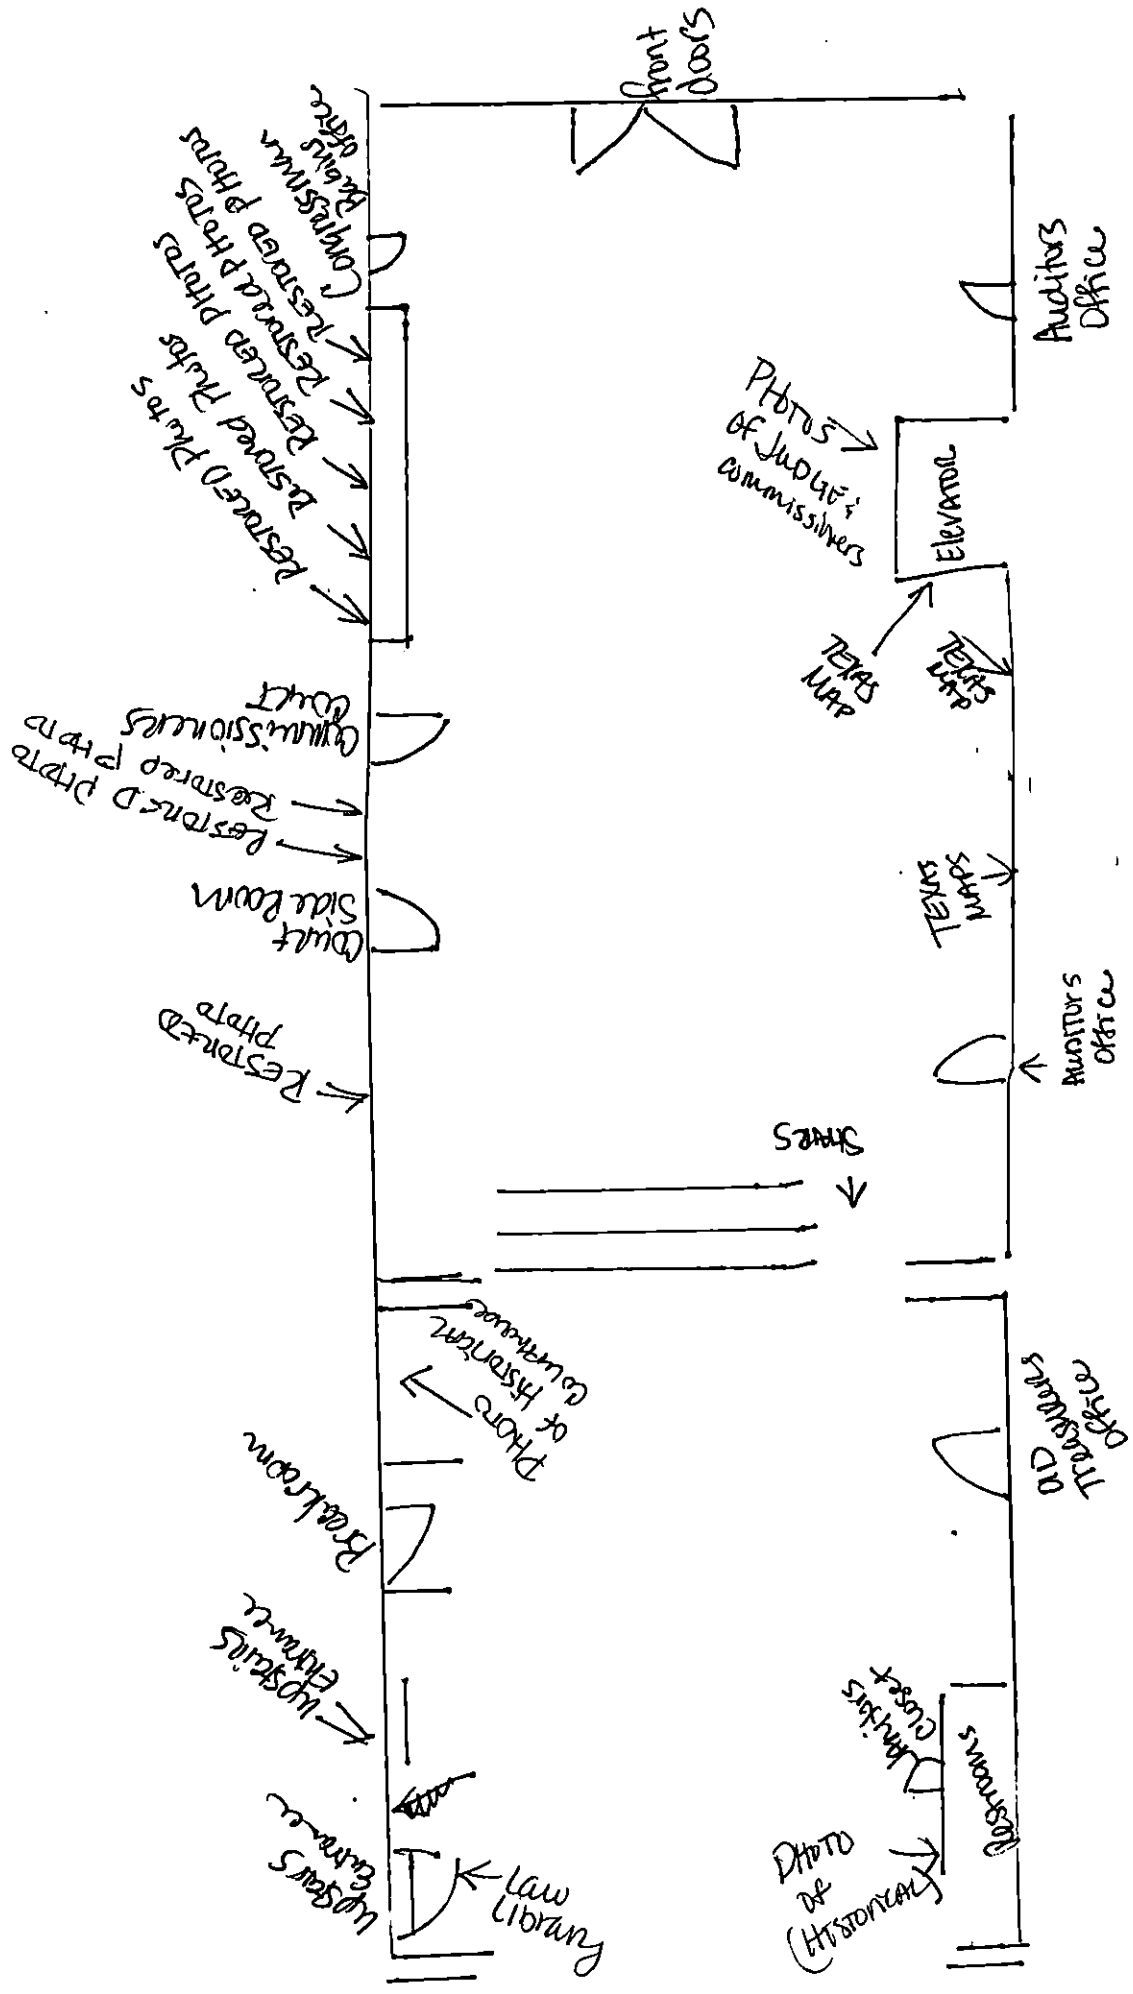 Front
Doors
Congressman
Babins
Office
RESTORED PHOTOS
RESTORED PHOTOS
RESTORED PHOTOS
RESTORED Photos
RESTORED Photos
Commissioners
Court
RESTORED PHOTO
RESTORED PHOTO
Court
Side Room
RESTORED
PHOTO
Auditors
Office
PHOTOS
of JUDGE &
commissioners
Elevator
TEXAS
MAP
TEXAS
MAP
TEXAS
MAPS
AUDITORS
Office
STAIRS
PHOTO
of HISTORICAL
Courthouse
Breakroom
OLD
Treasurers
Office
Upstairs
Entrance
Upstairs
Entrance
Law
Library
Janitors
Closet
Restrooms
PHOTO
OF
(HISTORICAL)